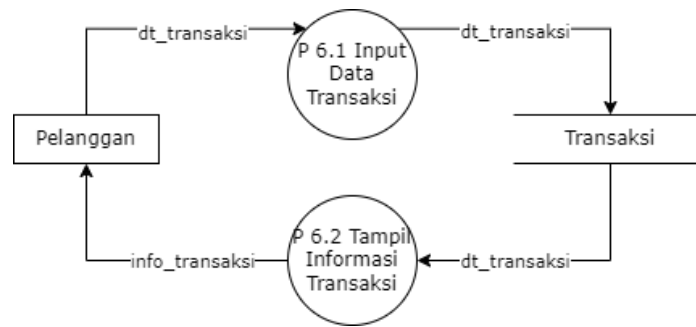 dt_transaksi
P 6.1 Input
Data
Transaksi
dt_transaksi
Pelanggan
Transaksi
P 6.2 Tampil
Informasi
Transaksi
info_transaksi
dt_transaksi